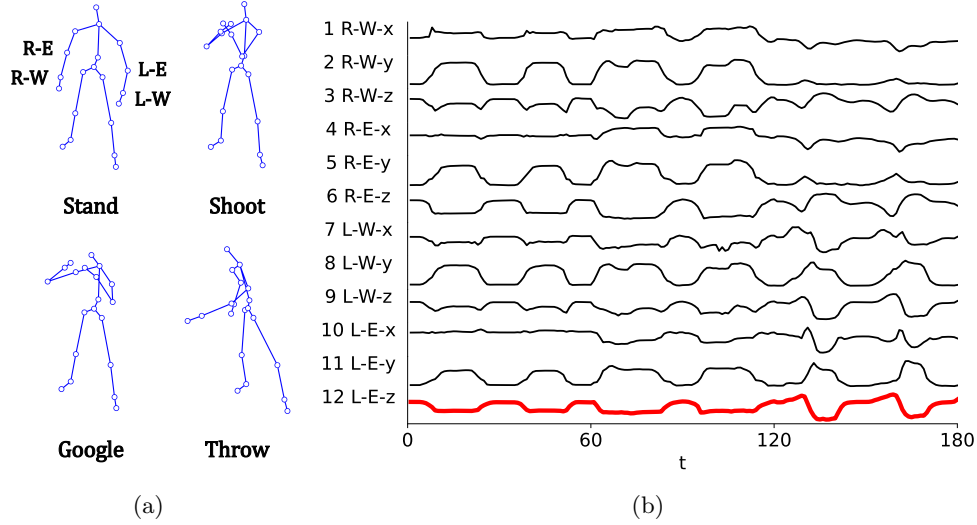 R-E
R-W
L-E
L-W
Stand
Shoot
Google
Throw
(a)
1 R-W-x
2 R-W-y
3 R-W-z
4 R-E-x
5 R-E-y
6 R-E-z
7 L-W-x
8 L-W-y
9 L-W-z
10 L-E-x
11 L-E-y
12 L-E-z
0
60
120
180
t
(b)